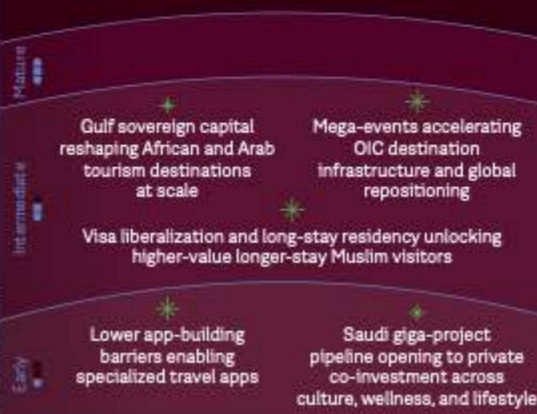 Mature
Gulf sovereign capital
reshaping African and Arab
tourism destinations
at scale
Mega-events accelerating
OIC destination
infrastructure and global
repositioning
Intermediate
Visa liberalization and long-stay residency unlocking
higher-value longer-stay Muslim visitors
Early
Lower app-building
barriers enabling
specialized travel apps
Saudi giga-project
pipeline opening to private
co-investment across
culture, wellness, and lifestyle